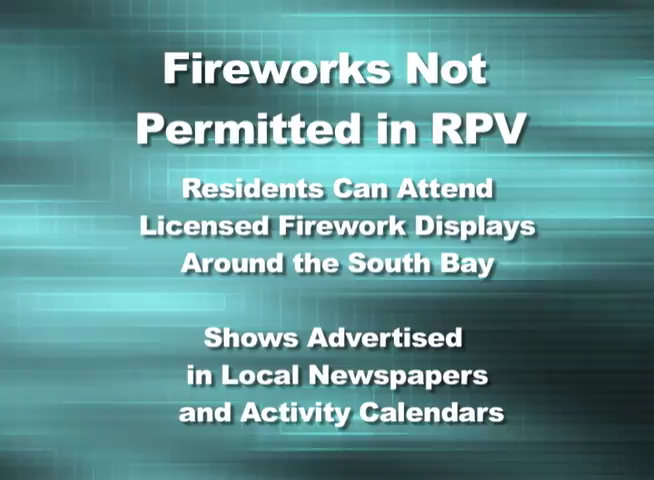 Fireworks Not
Permitted in RPV
Residents Can Attend
Licensed Firework Displays
Around the South Bay
Shows Advertised
in Local Newspapers
and Activity Calendars